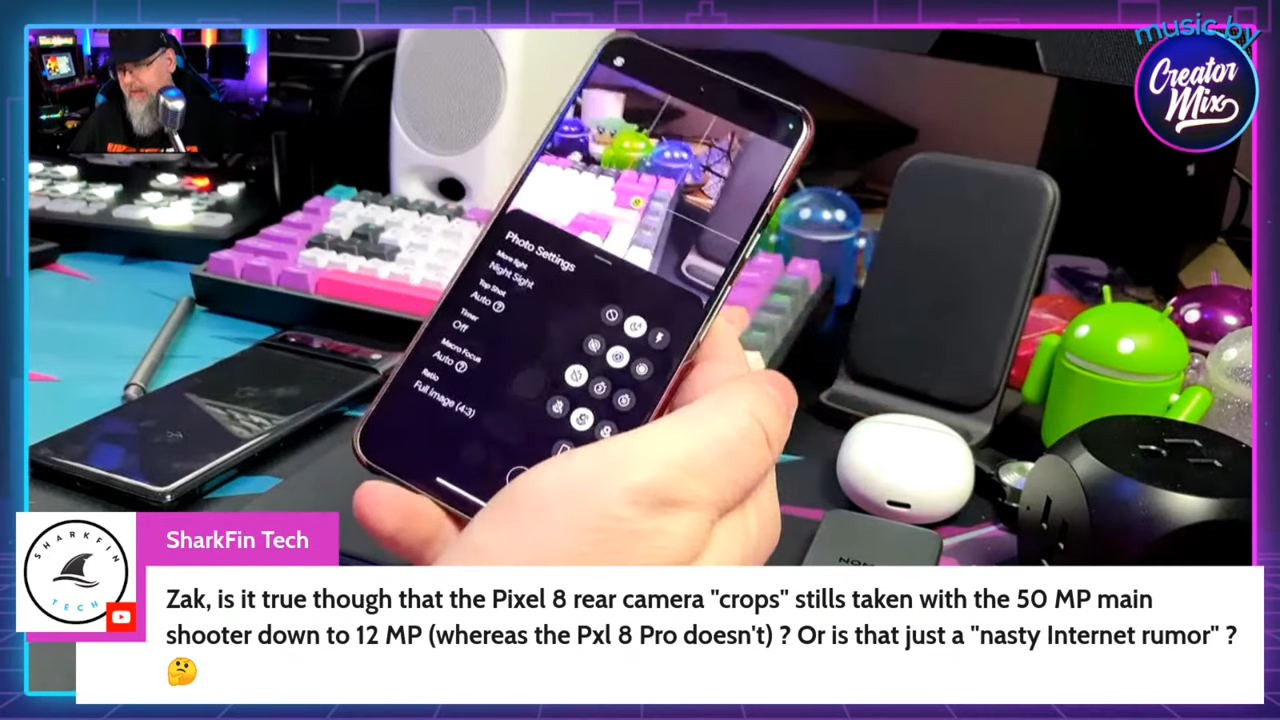 music by
Creator
Mix
Photo Settings
More light
Night Sight
Top Shot
Auto
Timer
Off
Macro Focus
Auto
Ratio
Full image (4:3)
SHARKFIN
TECH
SharkFin Tech
Zak, is it true though that the Pixel 8 rear camera "crops" stills taken with the 50 MP main
shooter down to 12 MP (whereas the Pxl 8 Pro doesn't) ? Or is that just a "nasty Internet rumor" ?
🤔